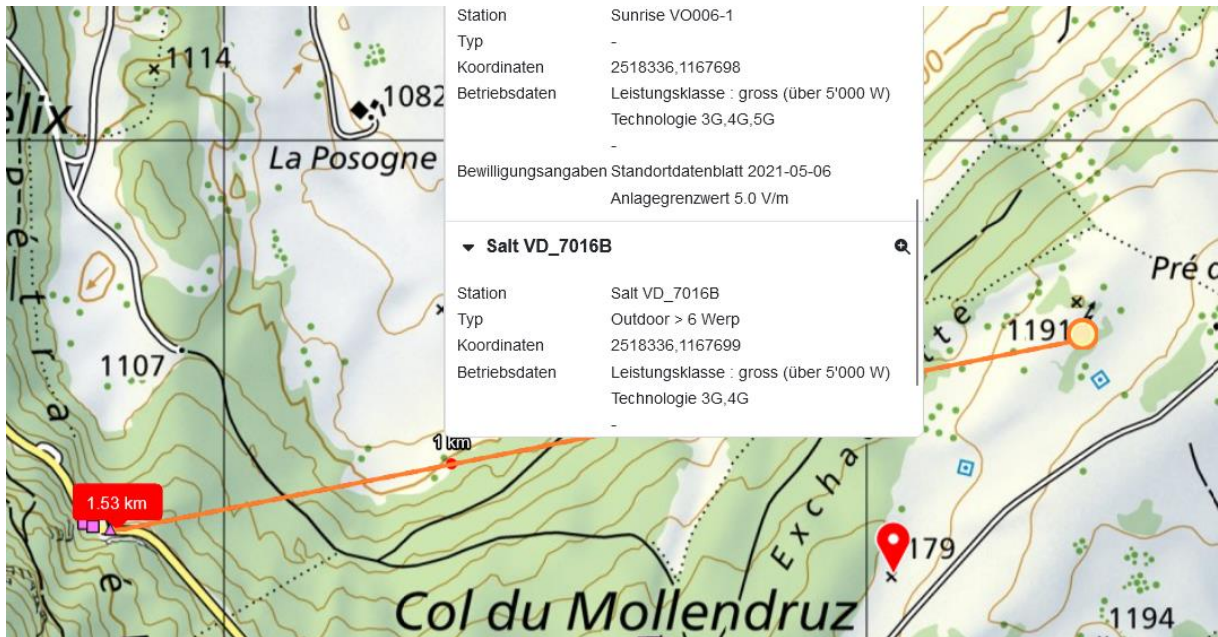 Station Sunrise VO006-1
Typ -
Koordinaten 2518336,1167698
Betriebsdaten Leistungsklasse : gross (über 5'000 W)
Technologie 3G,4G,5G
-
Bewilligungsangaben Standortdatenblatt 2021-05-06
Anlagegrenzwert 5.0 V/m
Salt VD_7016B
Station Salt VD_7016B
Typ Outdoor > 6 Werp
Koordinaten 2518336,1167699
Betriebsdaten Leistungsklasse : gross (über 5'000 W)
Technologie 3G,4G
-
1114
1082
La Posogne
Pétra
é
1107
1 km
1.53 km
1191
179
Excha
tte
Col du Mollendruz
1194